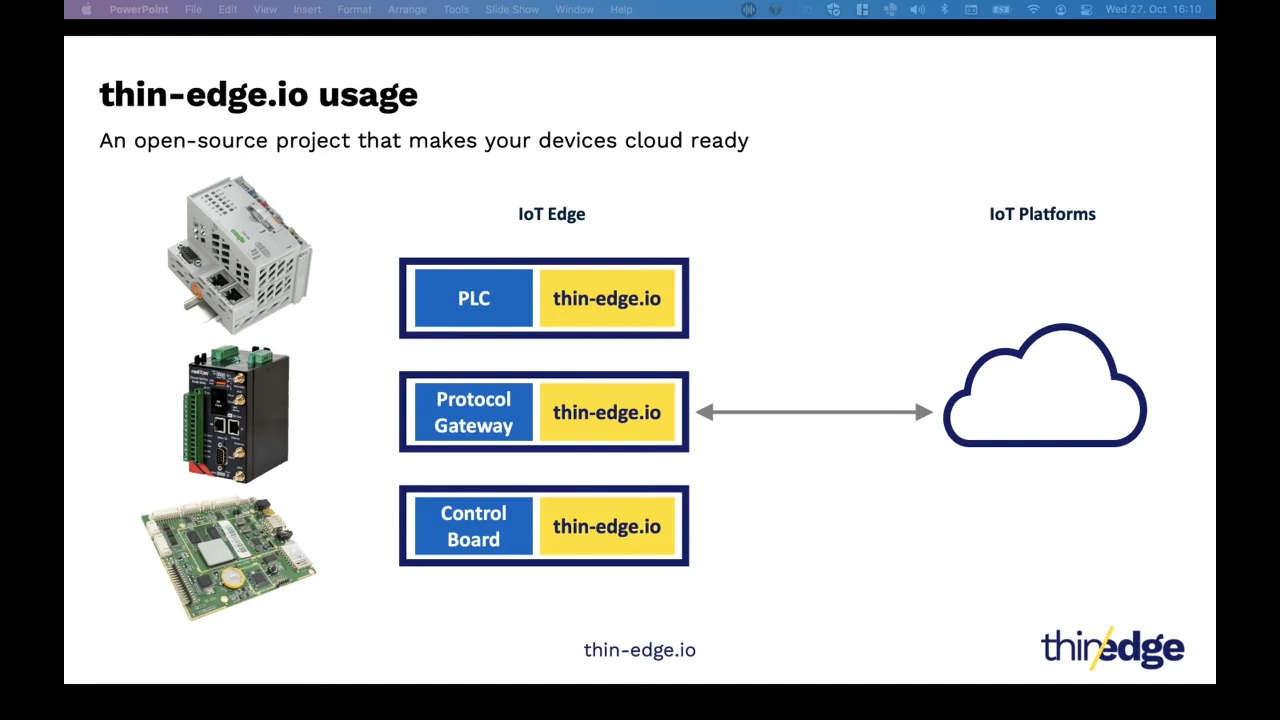 PowerPoint File Edit View Insert Format Arrange Tools Slide Show Window Help Wed 27. Oct 16:10
thin-edge.io usage
An open-source project that makes your devices cloud ready
IoT Edge
IoT Platforms
PLC
thin-edge.io
Protocol
Gateway
thin-edge.io
Control
Board
thin-edge.io
thin-edge.io
thin/edge